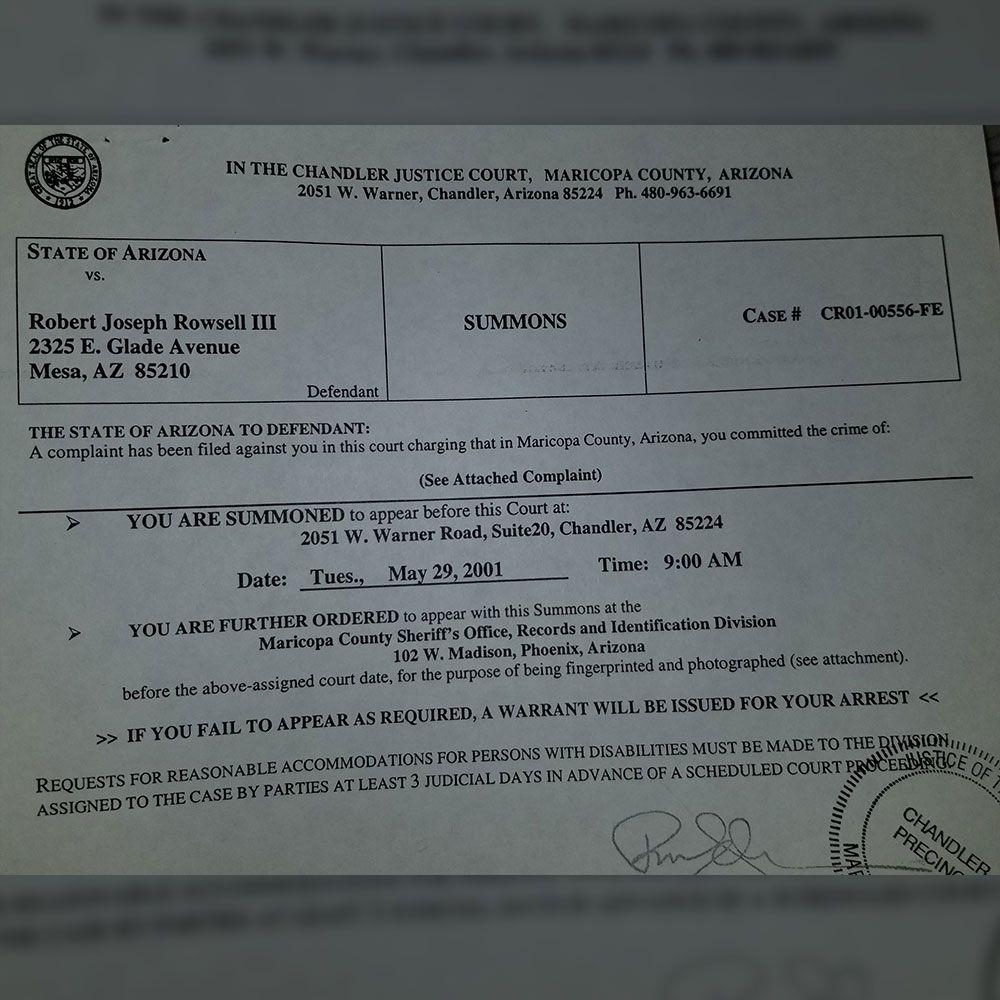 IN THE CHANDLER JUSTICE COURT, MARICOPA COUNTY, ARIZONA
2051 W. Warner, Chandler, Arizona 85224 Ph. 480-963-6691
GREAT SEAL OF THE STATE OF ARIZONA
1912
STATE OF ARIZONA
vs.
Robert Joseph Rowsell III
2325 E. Glade Avenue
Mesa, AZ 85210
Defendant
SUMMONS
CASE # CR01-00556-FE
THE STATE OF ARIZONA TO DEFENDANT:
A complaint has been filed against you in this court charging that in Maricopa County, Arizona, you committed the crime of:
(See Attached Complaint)
➢ YOU ARE SUMMONED to appear before this Court at:
2051 W. Warner Road, Suite20, Chandler, AZ 85224
Date: Tues., May 29, 2001 Time: 9:00 AM
➢ YOU ARE FURTHER ORDERED to appear with this Summons at the
Maricopa County Sheriff's Office, Records and Identification Division
102 W. Madison, Phoenix, Arizona
before the above-assigned court date, for the purpose of being fingerprinted and photographed (see attachment).
>> IF YOU FAIL TO APPEAR AS REQUIRED, A WARRANT WILL BE ISSUED FOR YOUR ARREST <<
REQUESTS FOR REASONABLE ACCOMMODATIONS FOR PERSONS WITH DISABILITIES MUST BE MADE TO THE DIVISION
ASSIGNED TO THE CASE BY PARTIES AT LEAST 3 JUDICIAL DAYS IN ADVANCE OF A SCHEDULED COURT PROCEEDING.
JUSTICE OF T
CHANDLER
PRECINC
MAR